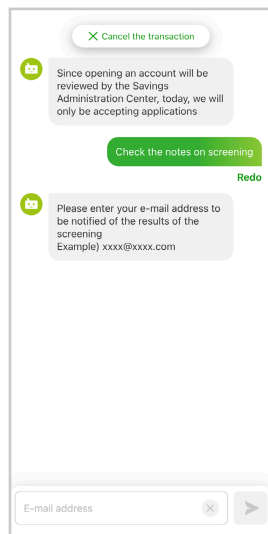 Cancel the transaction
Since opening an account will be
reviewed by the Savings
Administration Center, today, we will
only be accepting applications
Check the notes on screening
Redo
Please enter your e-mail address to
be notified of the results of the
screening
Example) xxxx@xxxx.com
E-mail address